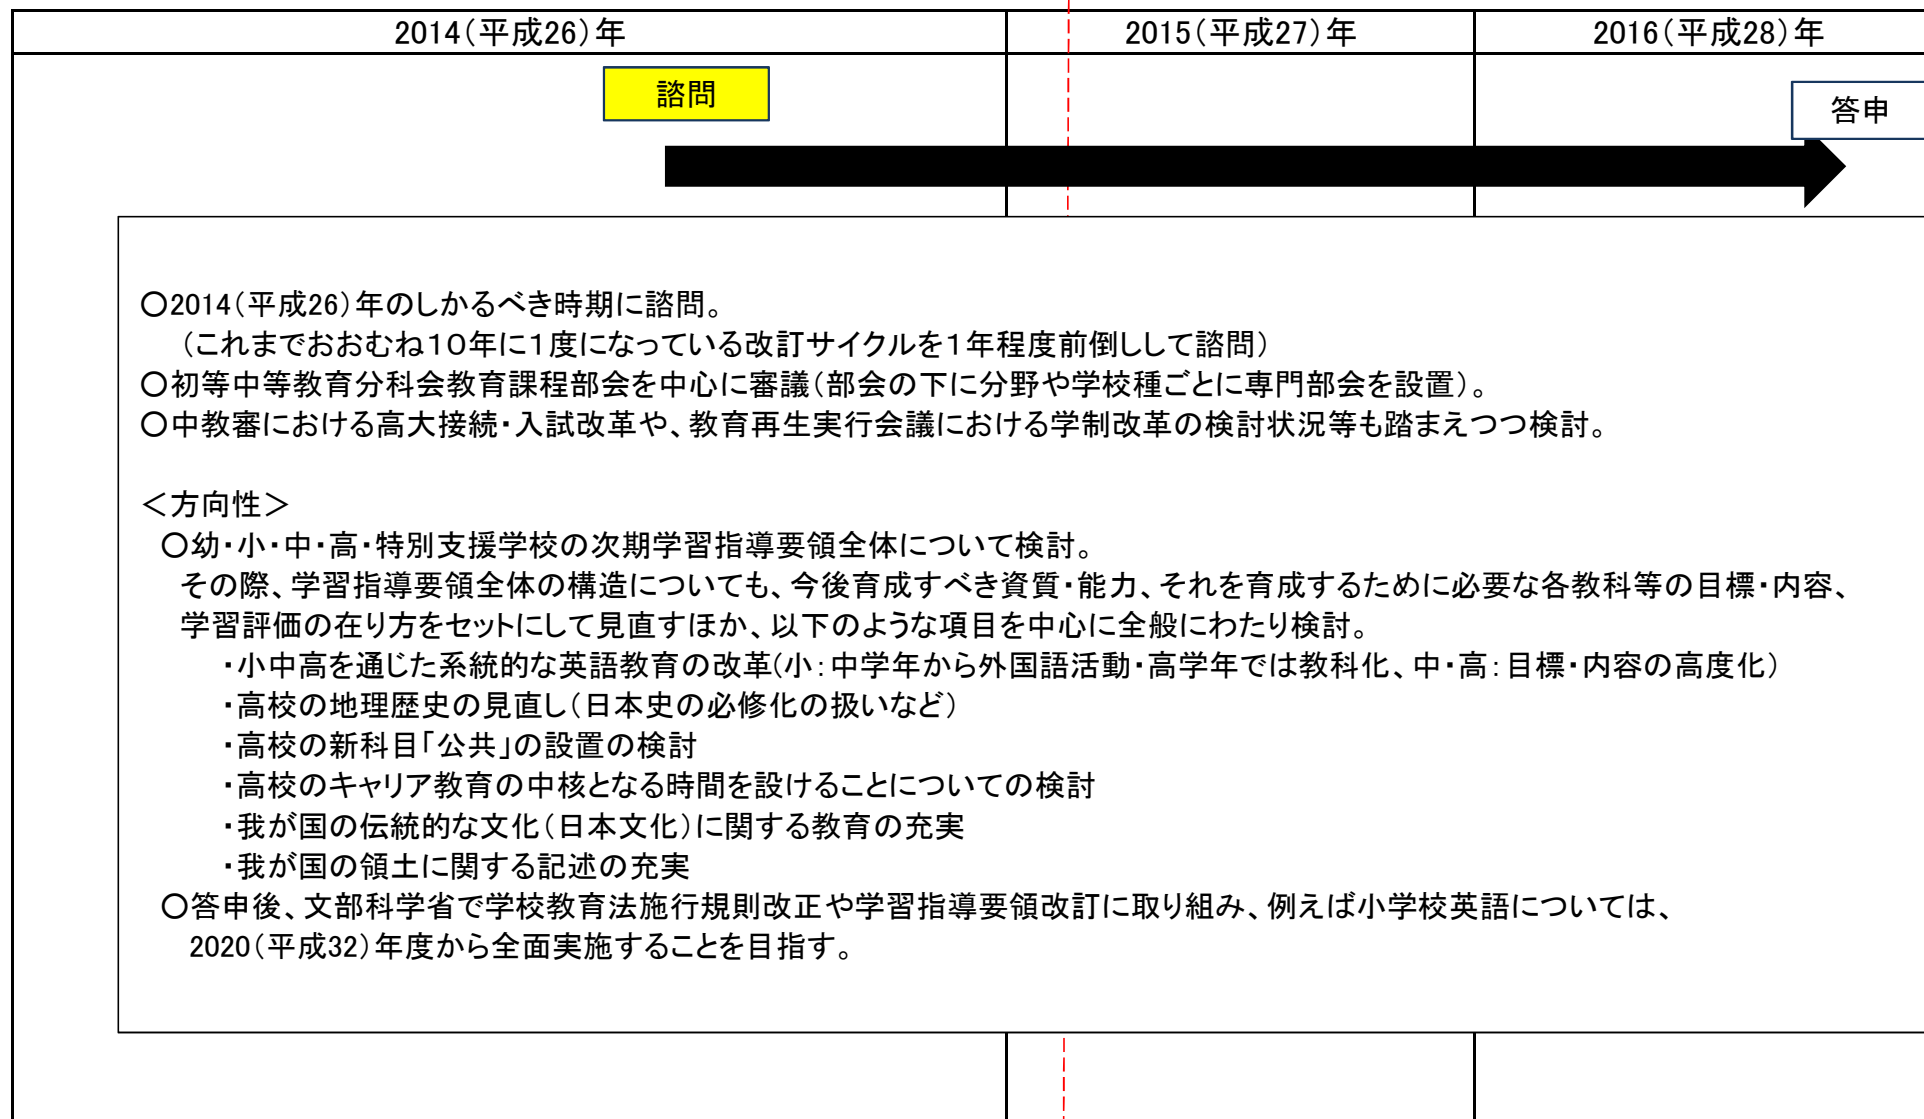 2014(平成26)年
2015(平成27)年
2016(平成28)年
諮問
答申
○2014(平成26)年のしかるべき時期に諮問。
(これまでおおむね10年に1度になっている改訂サイクルを1年程度前倒しして諮問)
○初等中等教育分科会教育課程部会を中心に審議(部会の下に分野や学校種ごとに専門部会を設置)。
○中教審における高大接続・入試改革や、教育再生実行会議における学制改革の検討状況等も踏まえつつ検討。
<方向性>
○幼・小・中・高・特別支援学校の次期学習指導要領全体について検討。
その際、学習指導要領全体の構造についても、今後育成すべき資質・能力、それを育成するために必要な各教科等の目標・内容、
学習評価の在り方をセットにして見直すほか、以下のような項目を中心に全般にわたり検討。
・小中高を通じた系統的な英語教育の改革(小:中学年から外国語活動・高学年では教科化、中・高:目標・内容の高度化)
・高校の地理歴史の見直し(日本史の必修化の扱いなど)
・高校の新科目「公共」の設置の検討
・高校のキャリア教育の中核となる時間を設けることについての検討
・我が国の伝統的な文化(日本文化)に関する教育の充実
・我が国の領土に関する記述の充実
○答申後、文部科学省で学校教育法施行規則改正や学習指導要領改訂に取り組み、例えば小学校英語については、
2020(平成32)年度から全面実施することを目指す。